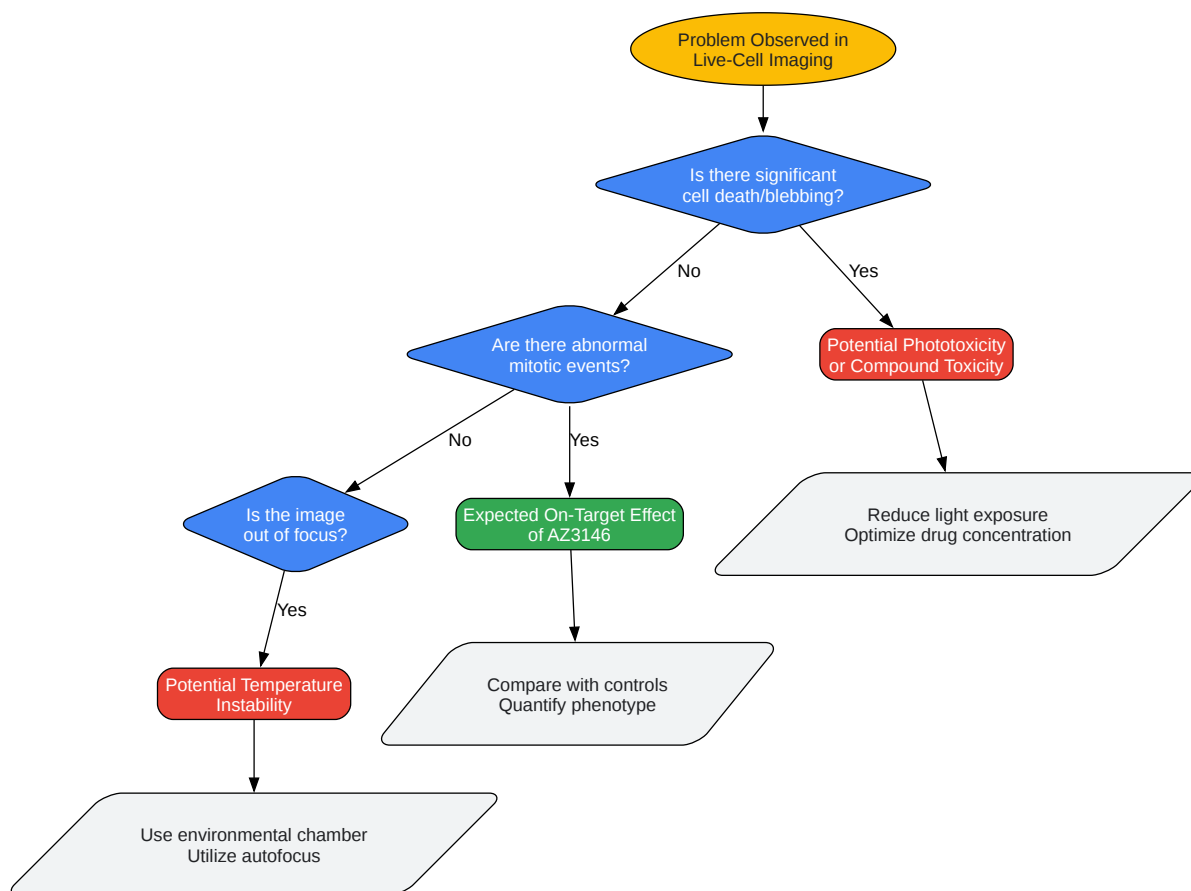 Problem Observed in
Live-Cell Imaging
Is there significant
cell death/blebbing?
No
Yes
Are there abnormal
mitotic events?
Potential Phototoxicity
or Compound Toxicity
No
Yes
Is the image
out of focus?
Expected On-Target Effect
of AZ3146
Reduce light exposure
Optimize drug concentration
Yes
Potential Temperature
Instability
Compare with controls
Quantify phenotype
Use environmental chamber
Utilize autofocus